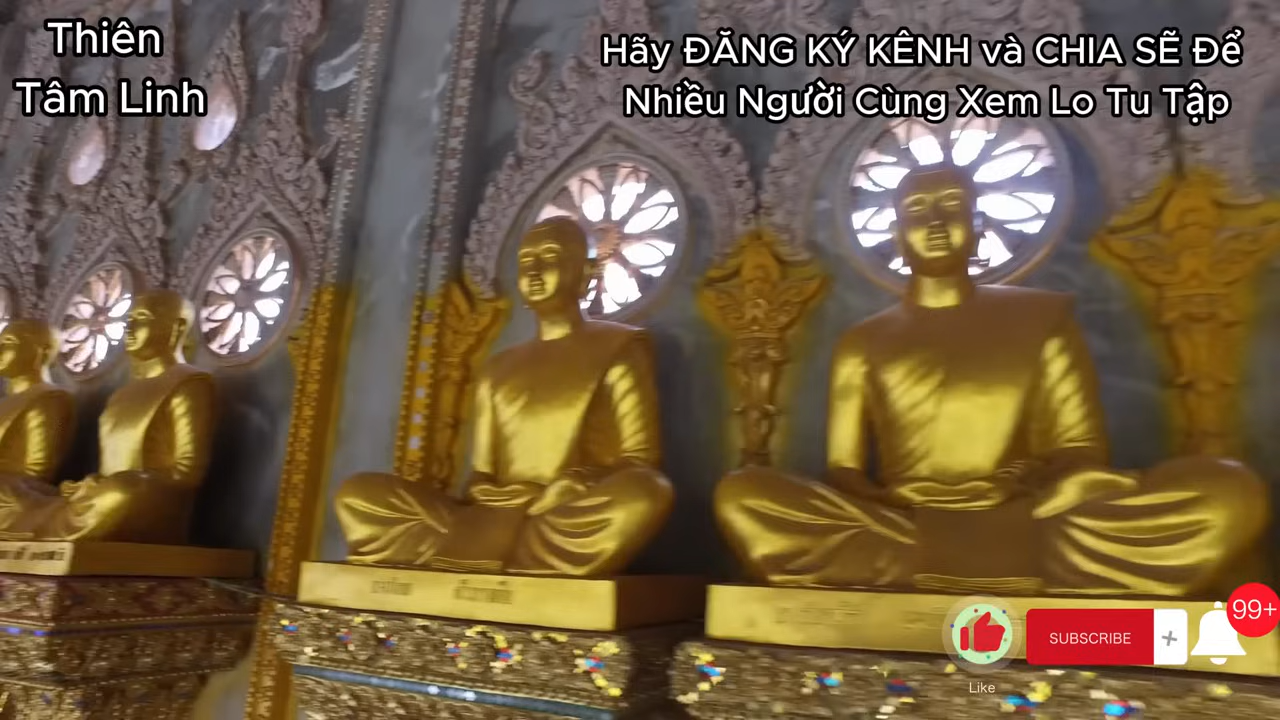 Thiên
Tâm Linh
Hãy ĐĂNG KÝ KÊNH và CHIA SẼ Để
Nhiều Người Cùng Xem Lo Tu Tập
99+
SUBSCRIBE
Like